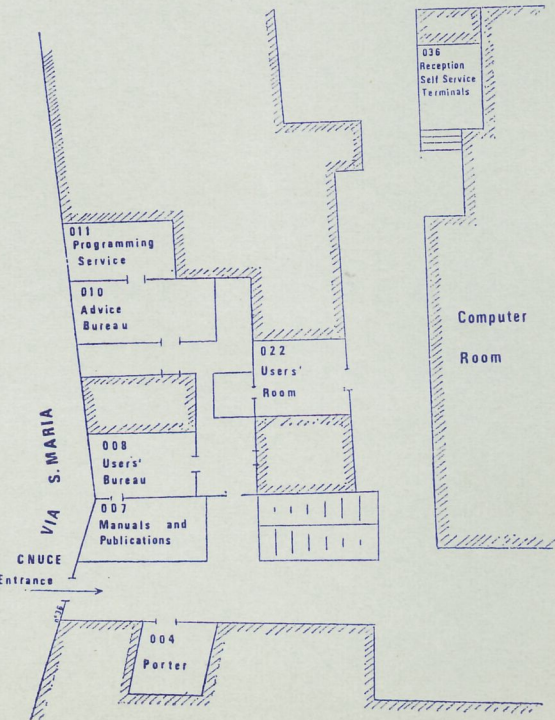 036
Reception
Self Service
Terminals
011
Programming
Service
010
Advice
Bureau
022
Users'
Room
Computer
Room
VIA S. MARIA
008
Users'
Bureau
007
Manuals and
Publications
CNUCE
Entrance
n°36
004
Porter